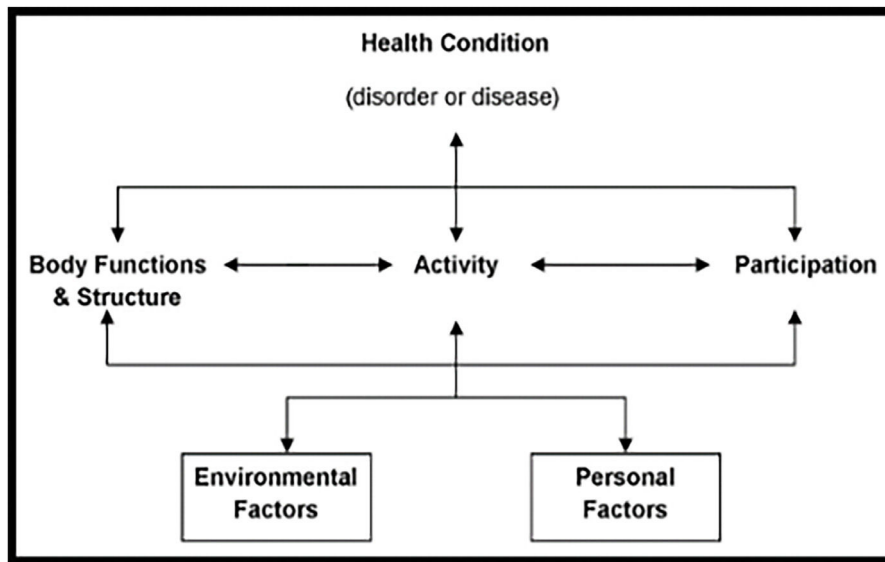 Health Condition
(disorder or disease)
Body Functions
& Structure
Activity
Participation
Environmental
Factors
Personal
Factors